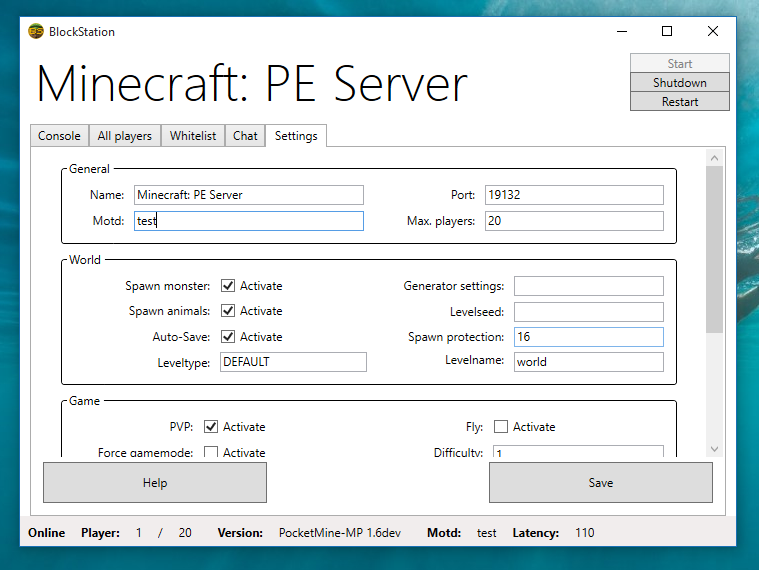 BlockStation
Minecraft: PE Server
Start
Shutdown
Restart
Console All players Whitelist Chat Settings
General
Name: Minecraft: PE Server Port: 19132
Motd: test Max. players: 20
World
Spawn monster: Activate Generator settings:
Spawn animals: Activate Levelseed:
Auto-Save: Activate Spawn protection: 16
Leveltype: DEFAULT Levelname: world
Game
PVP: Activate Fly: Activate
Force gamemode: Activate Difficulty: 1
Help Save
Online Player: 1 / 20 Version: PocketMine-MP 1.6dev Motd: test Latency: 110